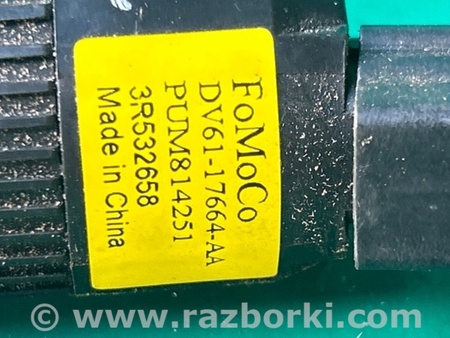 FoMoCo
DV61-17664-AA
PUM814251
3R532658
Made in China
© www.razborki.com